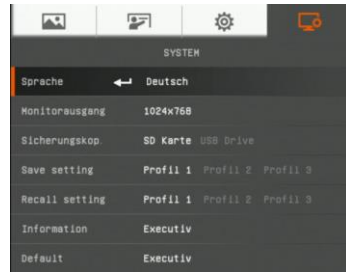 SYSTEM
Sprache Deutsch
Monitorausgang 1024x768
Sicherungskop. SD Karte USB Drive
Save setting Profil 1 Profil 2 Profil 3
Recall setting Profil 1 Profil 2 Profil 3
Information Executiv
Default Executiv